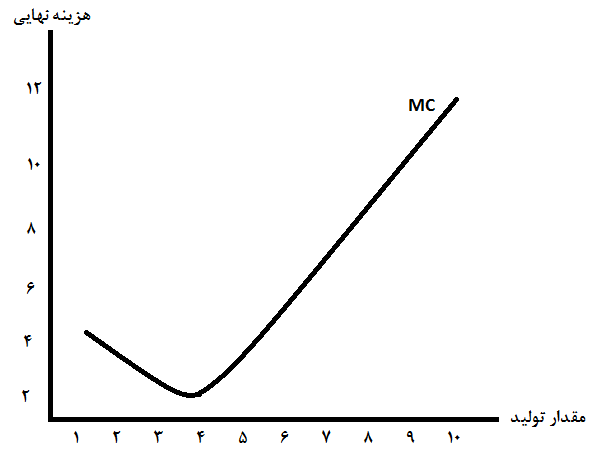 هزینه نهایی
۱۲
MC
۱۰
۸
۶
۴
۲
مقدار تولید
۱ ۲ ۳ ۴ ۵ ۶ ۷ ۸ ۹ ۱۰